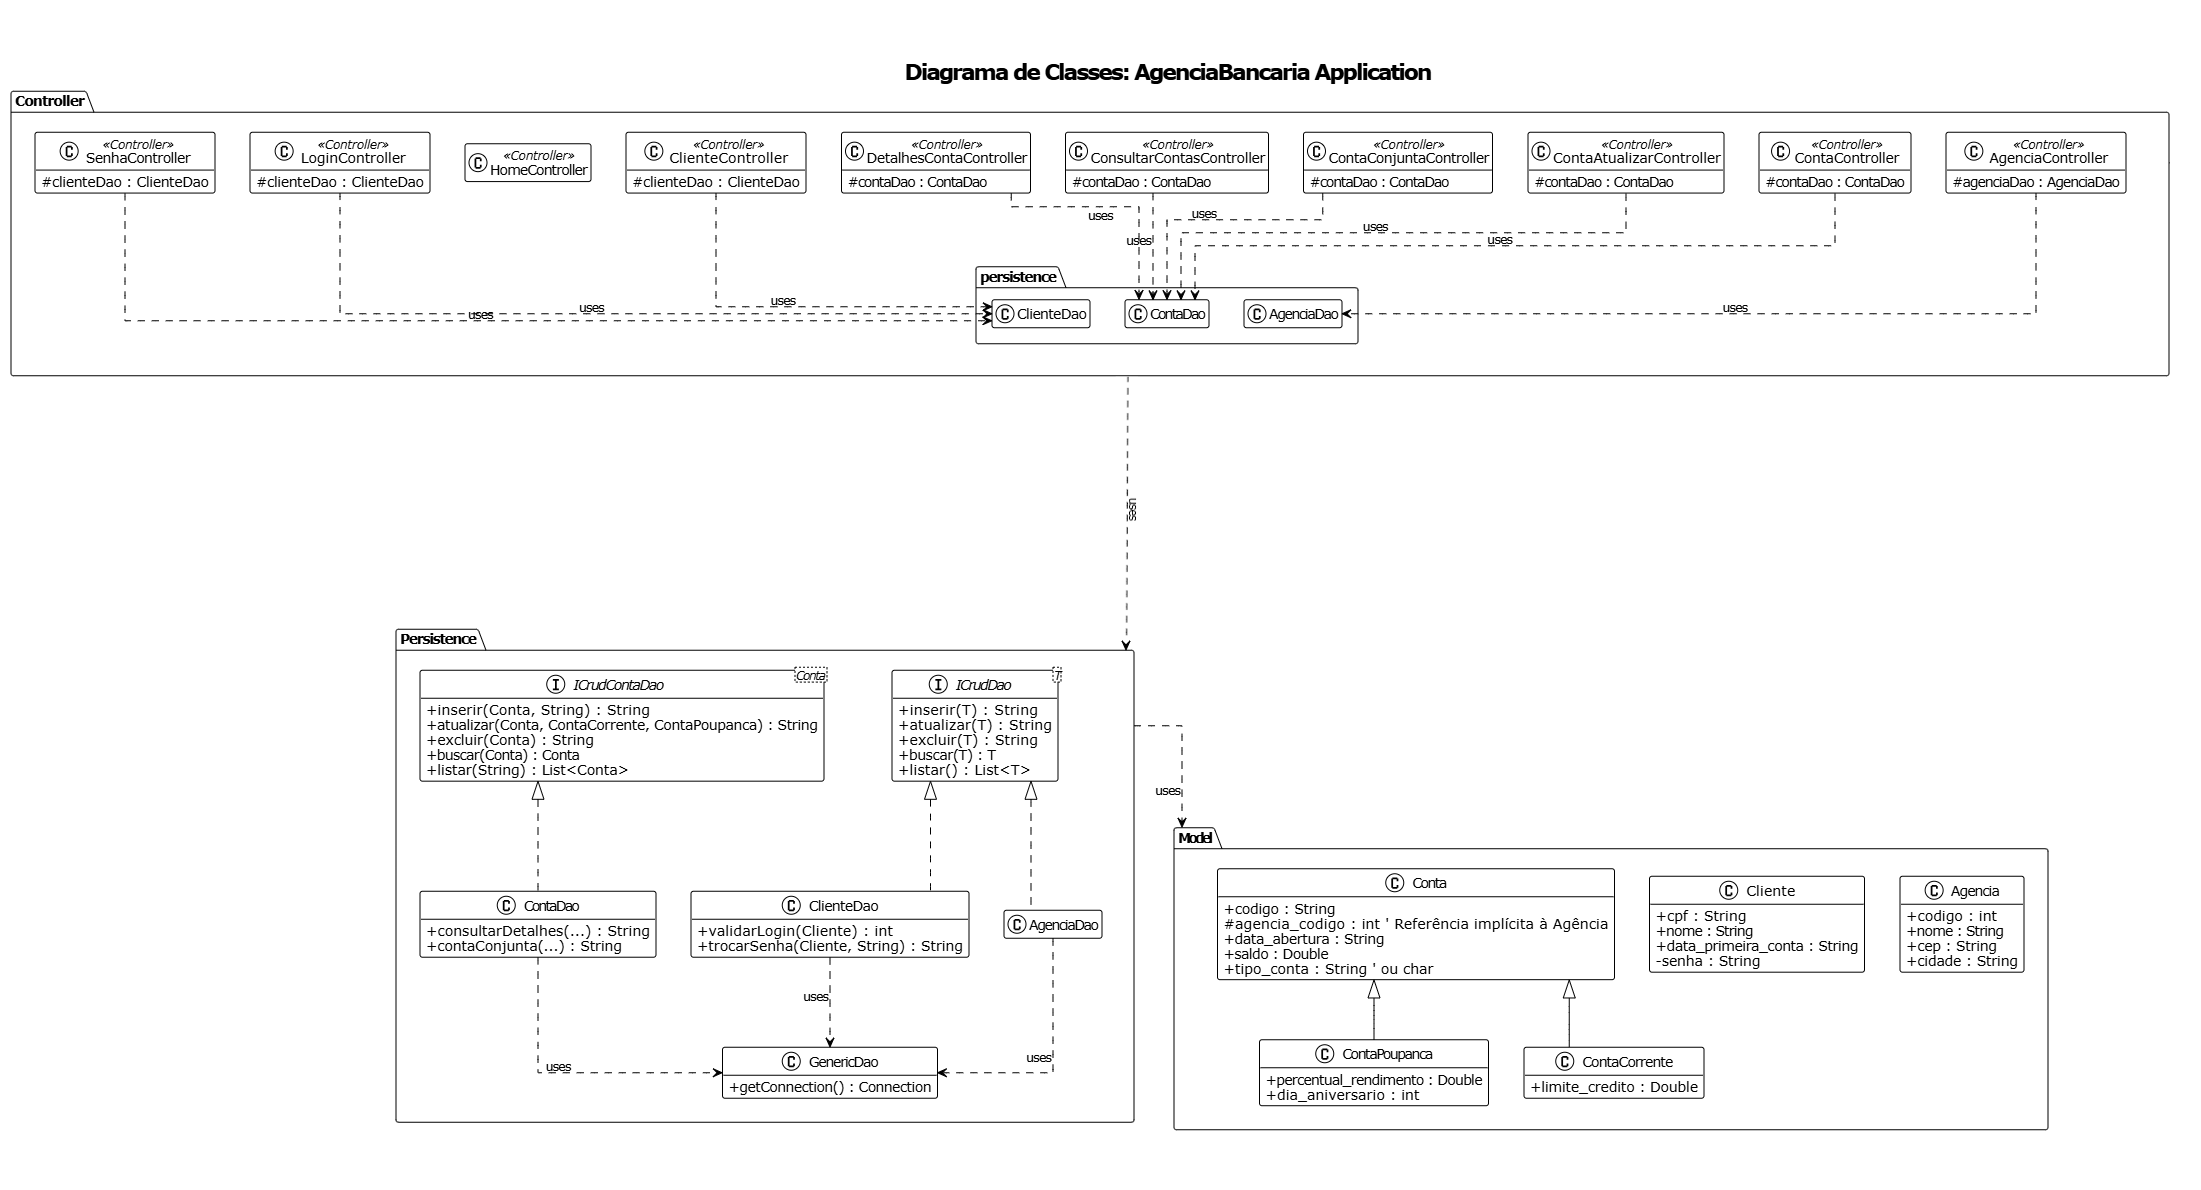 Diagrama de Classes: AgenciaBancaria Application
Controller
«Controller»
SenhaController
#clienteDao : ClienteDao
«Controller»
LoginController
#clienteDao : ClienteDao
«Controller»
HomeController
«Controller»
ClienteController
#clienteDao : ClienteDao
«Controller»
DetalhesContaController
#contaDao : ContaDao
«Controller»
ConsultarContasController
#contaDao : ContaDao
«Controller»
ContaConjuntaController
#contaDao : ContaDao
«Controller»
ContaAtualizarController
#contaDao : ContaDao
«Controller»
ContaController
#contaDao : ContaDao
«Controller»
AgenciaController
#agenciaDao : AgenciaDao
uses
uses
uses
uses
uses
uses
uses
uses
uses
persistence
ClienteDao
ContaDao
AgenciaDao
uses
Persistence
ICrudContaDao
Conta
+inserir(Conta, String) : String
+atualizar(Conta, ContaCorrente, ContaPoupanca) : String
+excluir(Conta) : String
+buscar(Conta) : Conta
+listar(String) : List<Conta>
ICrudDao
T
+inserir(T) : String
+atualizar(T) : String
+excluir(T) : String
+buscar(T) : T
+listar() : List<T>
ContaDao
+consultarDetalhes(...) : String
+contaConjunta(...) : String
ClienteDao
+validarLogin(Cliente) : int
+trocarSenha(Cliente, String) : String
AgenciaDao
uses
uses
uses
GenericDao
+getConnection() : Connection
uses
Model
Conta
+codigo : String
#agencia_codigo : int ' Referência implícita à Agência
+data_abertura : String
+saldo : Double
+tipo_conta : String ' ou char
Cliente
+cpf : String
+nome : String
+data_primeira_conta : String
-senha : String
Agencia
+codigo : int
+nome : String
+cep : String
+cidade : String
ContaPoupanca
+percentual_rendimento : Double
+dia_aniversario : int
ContaCorrente
+limite_credito : Double